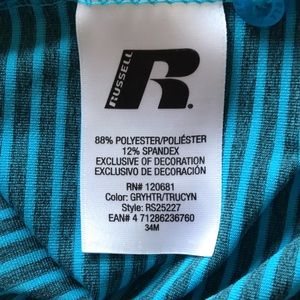 RUSSELL
R
88% POLYESTER/POLIÉSTER
12% SPANDEX
EXCLUSIVE OF DECORATION
EXCLUSIVO DE DECORACIÓN
RN# 120681
Color: GRYHTR/TRUCYN
Style: RS25227
EAN# 4 71286236760
34M